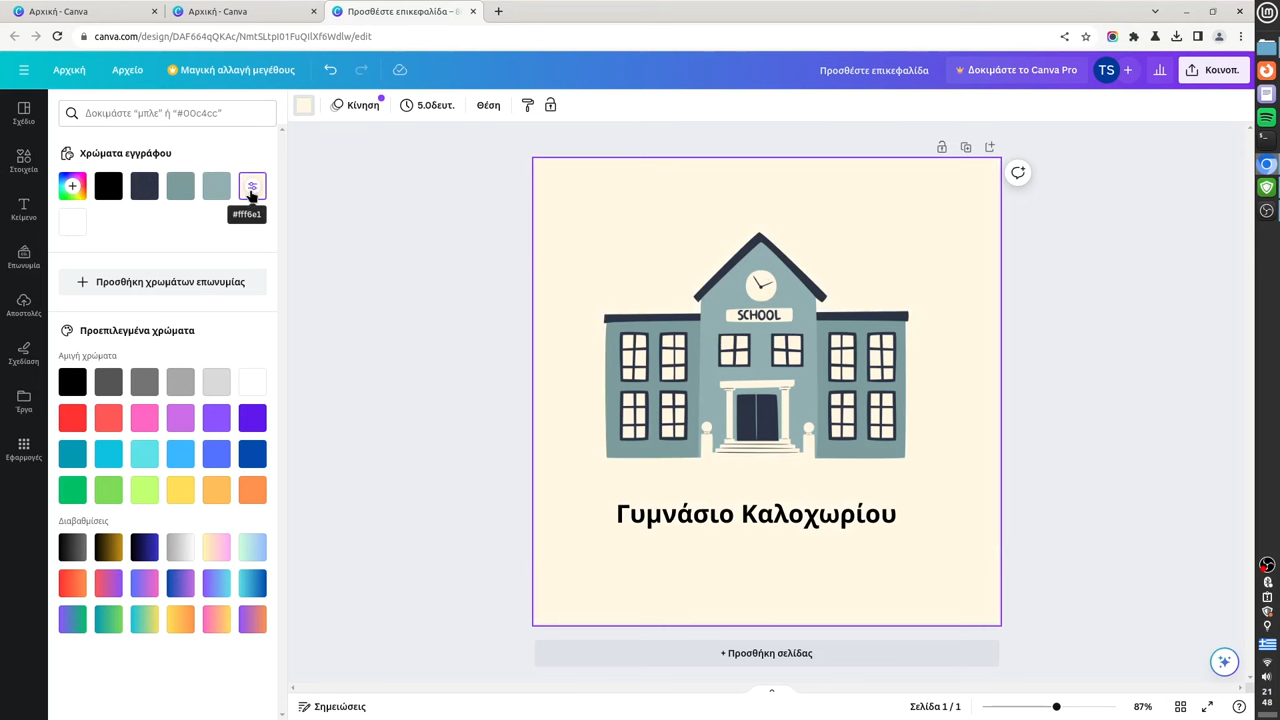 Αρχική - Canva
Αρχική - Canva
Προσθέστε επικεφαλίδα –
canva.com/design/DAF664qQKAc/NmtSLtpI01FuQIlXf6Wdlw/edit
Αρχική
Αρχείο
Μαγική αλλαγή μεγέθους
Προσθέστε επικεφαλίδα
Δοκιμάστε το Canva Pro
TS
Κοινοπ.
Σχέδια
Στοιχεία
Κείμενο
Επωνυμία
Αποστολές
Σχεδίαση
Έργα
Εφαρμογές
Δοκιμάστε “μπλε” ή “#00c4cc”
Χρώματα εγγράφου
#fff6e1
Προσθήκη χρωμάτων επωνυμίας
Προεπιλεγμένα χρώματα
Αμιγή χρώματα
Διαβαθμίσεις
Κίνηση
5.0δευτ.
Θέση
SCHOOL
Γυμνάσιο Καλοχωρίου
+ Προσθήκη σελίδας
Σημειώσεις
Σελίδα 1 / 1
87%
21
48